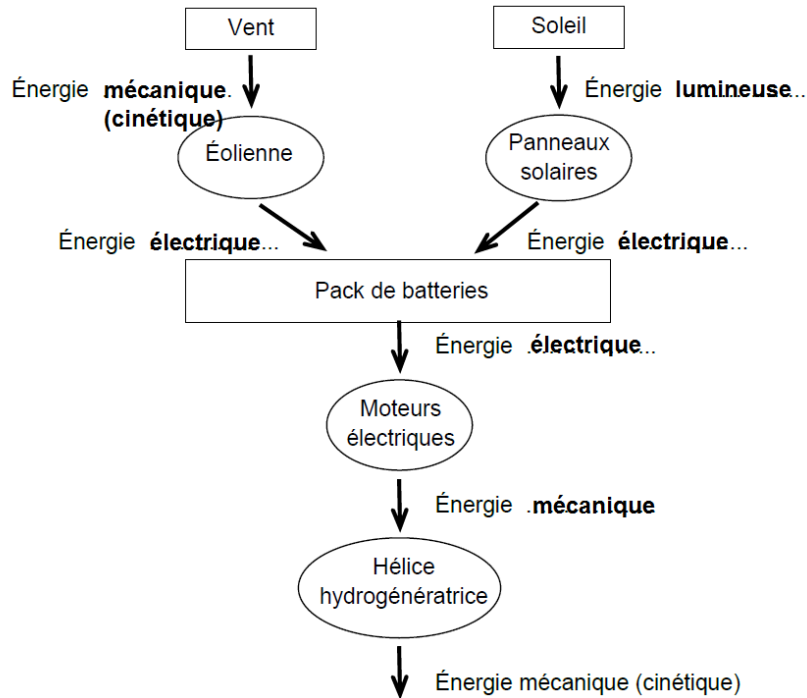 Vent
Soleil
Énergie mécanique.
(cinétique)
Énergie lumineuse...
Éolienne
Panneaux
solaires
Énergie électrique...
Énergie électrique...
Pack de batteries
Énergie .électrique...
Moteurs
électriques
Énergie .mécanique
Hélice
hydrogénératrice
Énergie mécanique (cinétique)